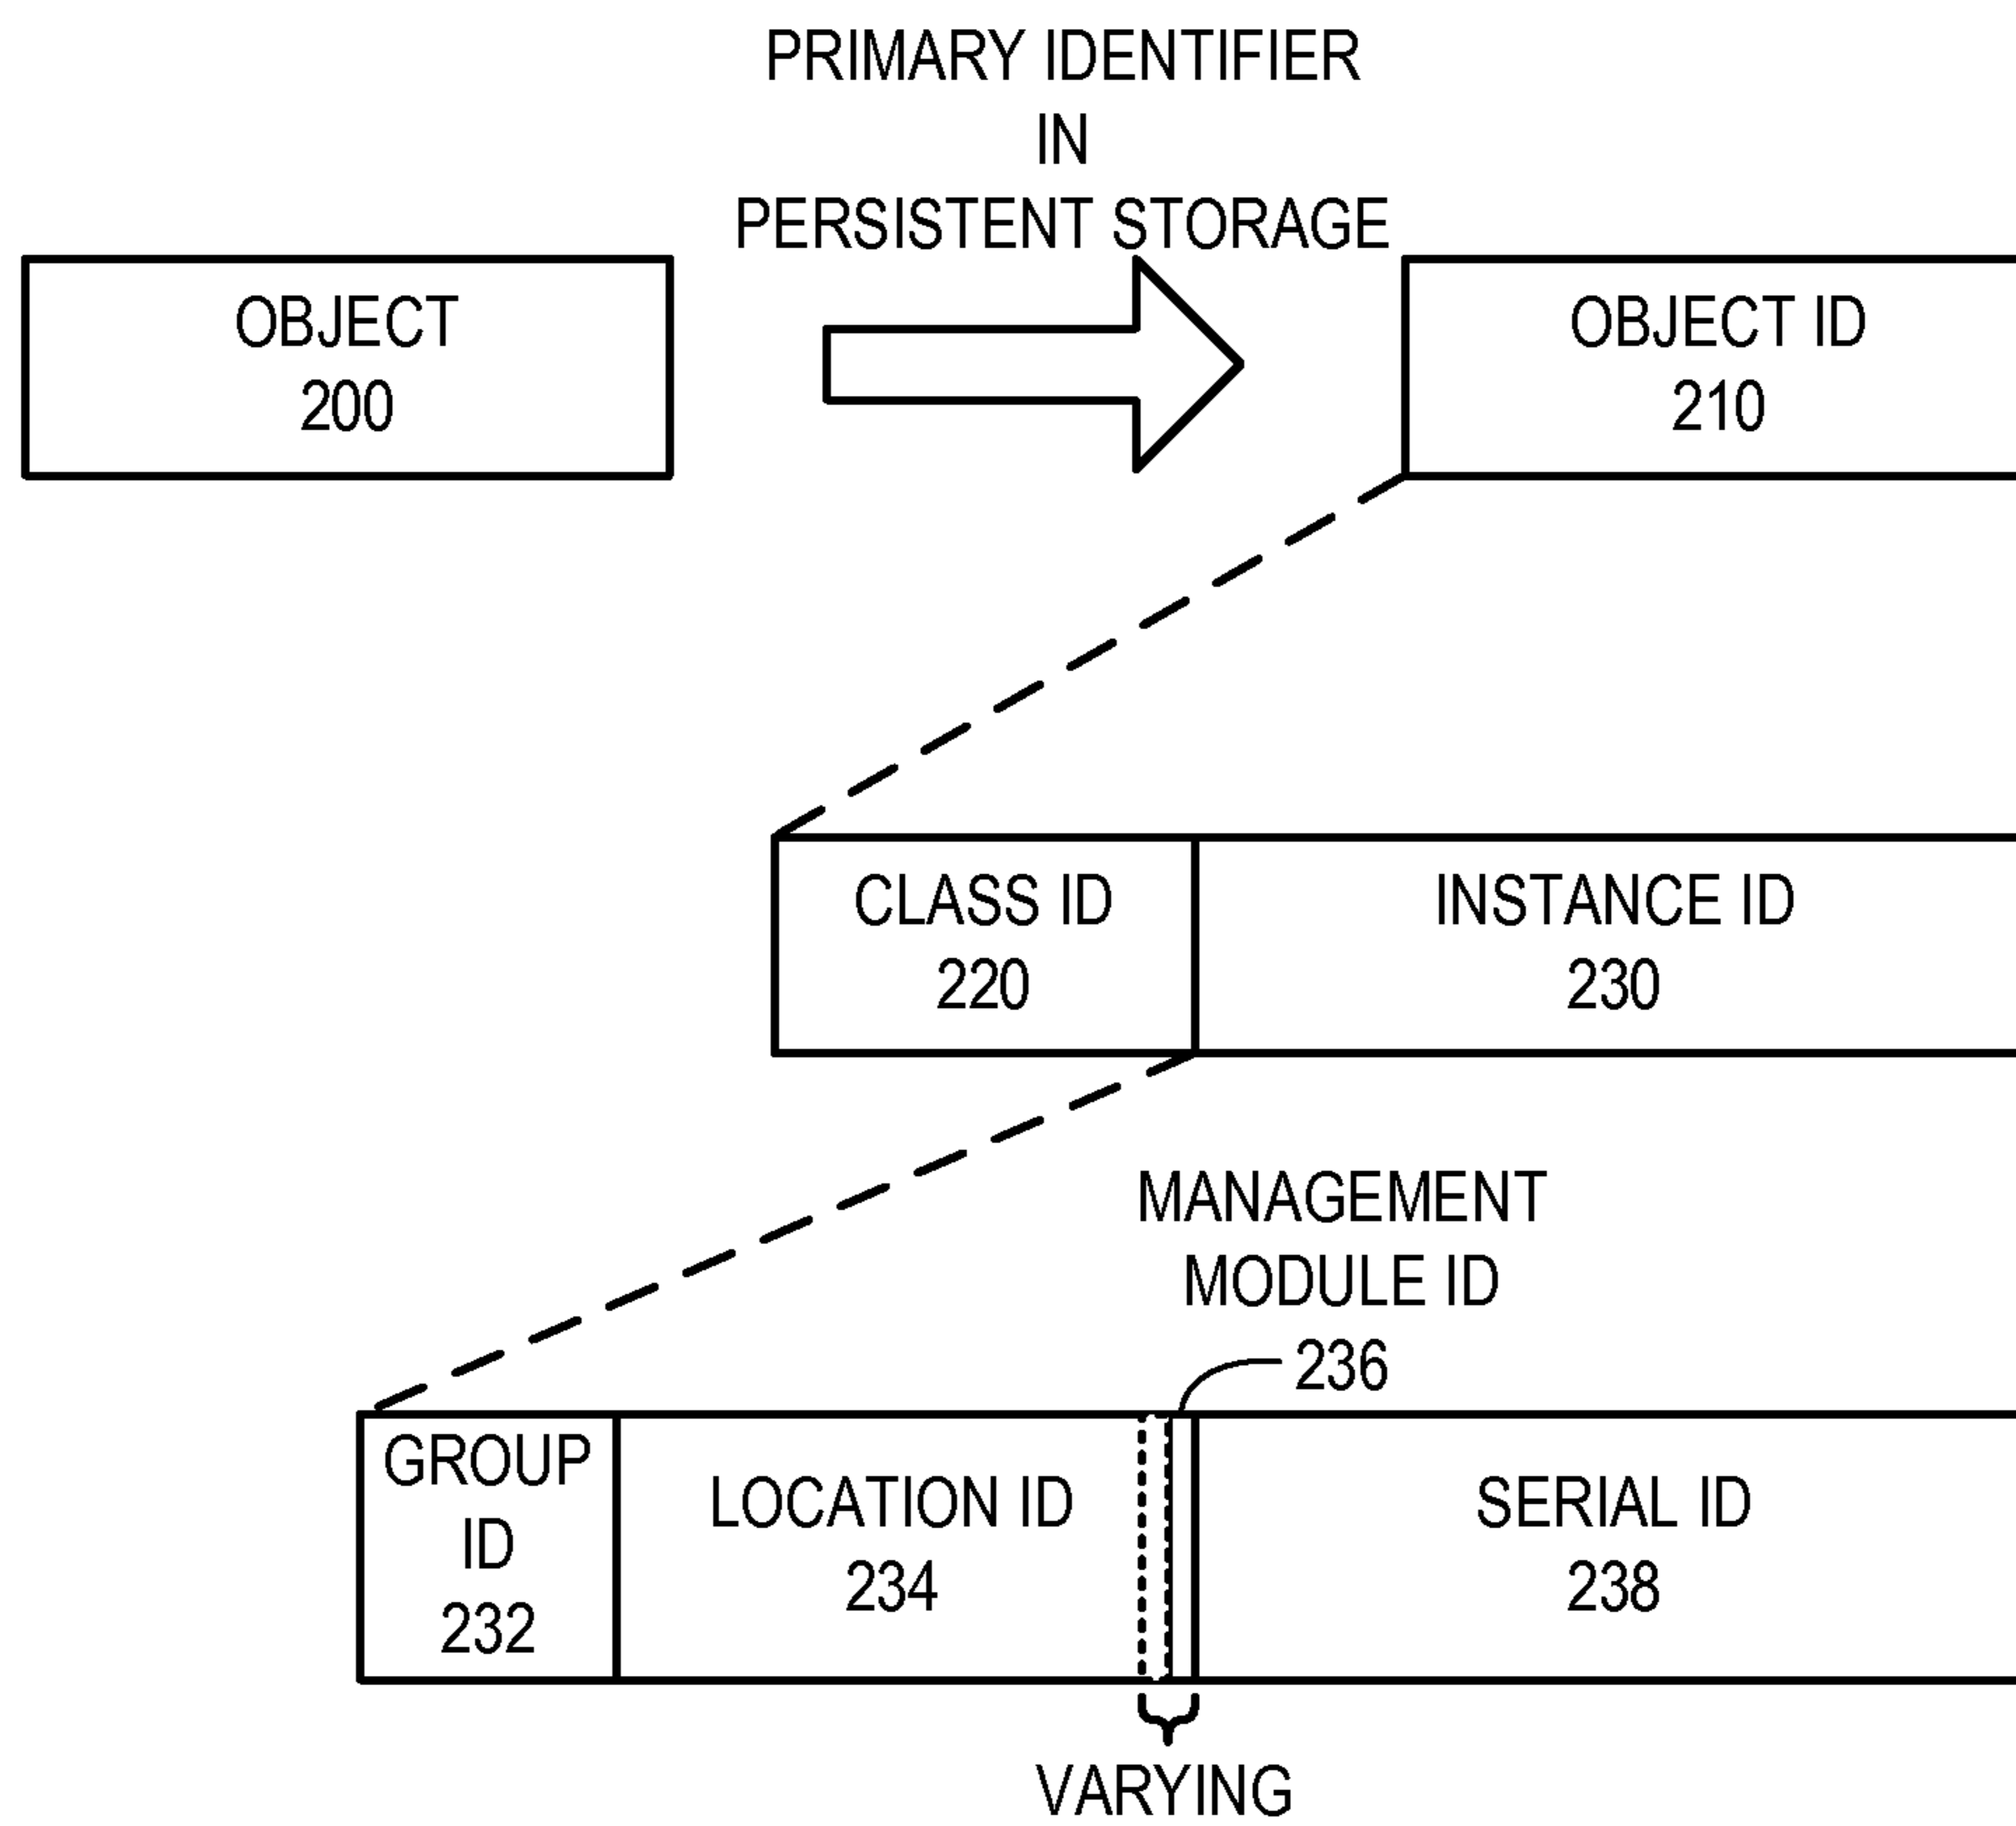 PRIMARY IDENTIFIER
IN
PERSISTENT STORAGE
OBJECT
200
OBJECT ID
210
CLASS ID
220
INSTANCE ID
230
MANAGEMENT
MODULE ID
236
GROUP
ID
232
LOCATION ID
234
SERIAL ID
238
VARYING